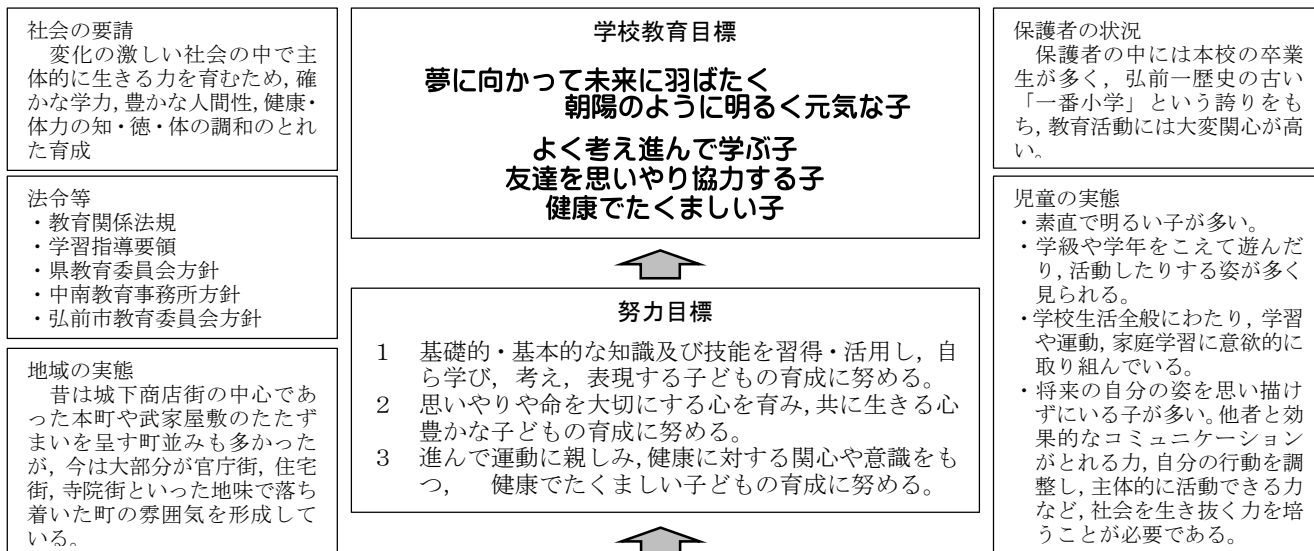 社会の要請
変化の激しい社会の中で主
体的に生きる力を育むため,確
かな学力,豊かな人間性,健康・
体力の知・徳・体の調和のとれ
た育成
法令等
・教育関係法規
・学習指導要領
・県教育委員会方針
・中南教育事務所方針
・弘前市教育委員会方針
地域の実態
昔は城下商店街の中心であ
った本町や武家屋敷のたたず
まいを呈す町並みも多かった
が,今は大部分が官庁街,住宅
街,寺院街といった地味で落ち
着いた町の雰囲気を形成して
いる。
学校教育目標
夢に向かって未来に羽ばたく
朝陽のように明るく元気な子
よく考え進んで学ぶ子
友達を思いやり協力する子
健康でたくましい子
努力目標
1 基礎的・基本的な知識及び技能を習得・活用し,自
ら学び,考え,表現する子どもの育成に努める。
2 思いやりや命を大切にする心を育み,共に生きる心
豊かな子どもの育成に努める。
3 進んで運動に親しみ,健康に対する関心や意識をも
つ, 健康でたくましい子どもの育成に努める。
保護者の状況
保護者の中には本校の卒業
生が多く,弘前一歴史の古い
「一番小学」という誇りをも
ち,教育活動には大変関心が高
い。
児童の実態
・素直で明るい子が多い。
・学級や学年をこえて遊んだ
り,活動したりする姿が多く
見られる。
・学校生活全般にわたり,学習
や運動,家庭学習に意欲的に
取り組んでいる。
・将来の自分の姿を思い描け
ずにいる子が多い。他者と効
果的なコミュニケーション
がとれる力,自分の行動を調
整し,主体的に活動できる力
など,社会を生き抜く力を培
うことが必要である。